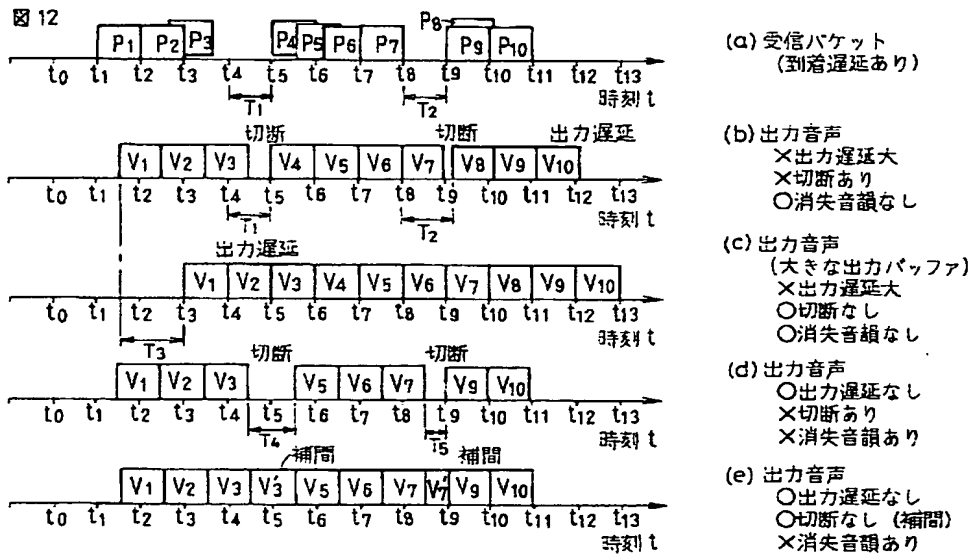 図12
P1 P2 P3 P4 P5 P6 P7 P8 P9 P10
t0 t1 t2 t3 t4 t5 t6 t7 t8 t9 t10 t11 t12 t13
T1 T2 時刻 t
(a) 受信パケット
(到着遅延あり)
切断 切断 出力遅延
V1 V2 V3 V4 V5 V6 V7 V8 V9 V10
t0 t1 t2 t3 t4 t5 t6 t7 t8 t9 t10 t11 t12 t13
T1 T2 時刻 t
(b) 出力音声
×出力遅延大
×切断あり
○消失音韻なし
出力遅延
V1 V2 V3 V4 V5 V6 V7 V8 V9 V10
t0 t1 t2 t3 t4 t5 t6 t7 t8 t9 t10 t11 t12 t13
T3 時刻 t
(c) 出力音声
(大きな出力バッファ)
×出力遅延大
○切断なし
○消失音韻なし
切断 切断
V1 V2 V3 V5 V6 V7 V9 V10
t0 t1 t2 t3 t4 t5 t6 t7 t8 t9 t10 t11 t12 t13
T4 T5 時刻 t
(d) 出力音声
○出力遅延なし
×切断あり
×消失音韻あり
補間 補間
V1 V2 V3 V3' V5 V6 V7 V7' V9 V10
t0 t1 t2 t3 t4 t5 t6 t7 t8 t9 t10 t11 t12 t13
時刻 t
(e) 出力音声
○出力遅延なし
○切断なし (補間)
×消失音韻あり